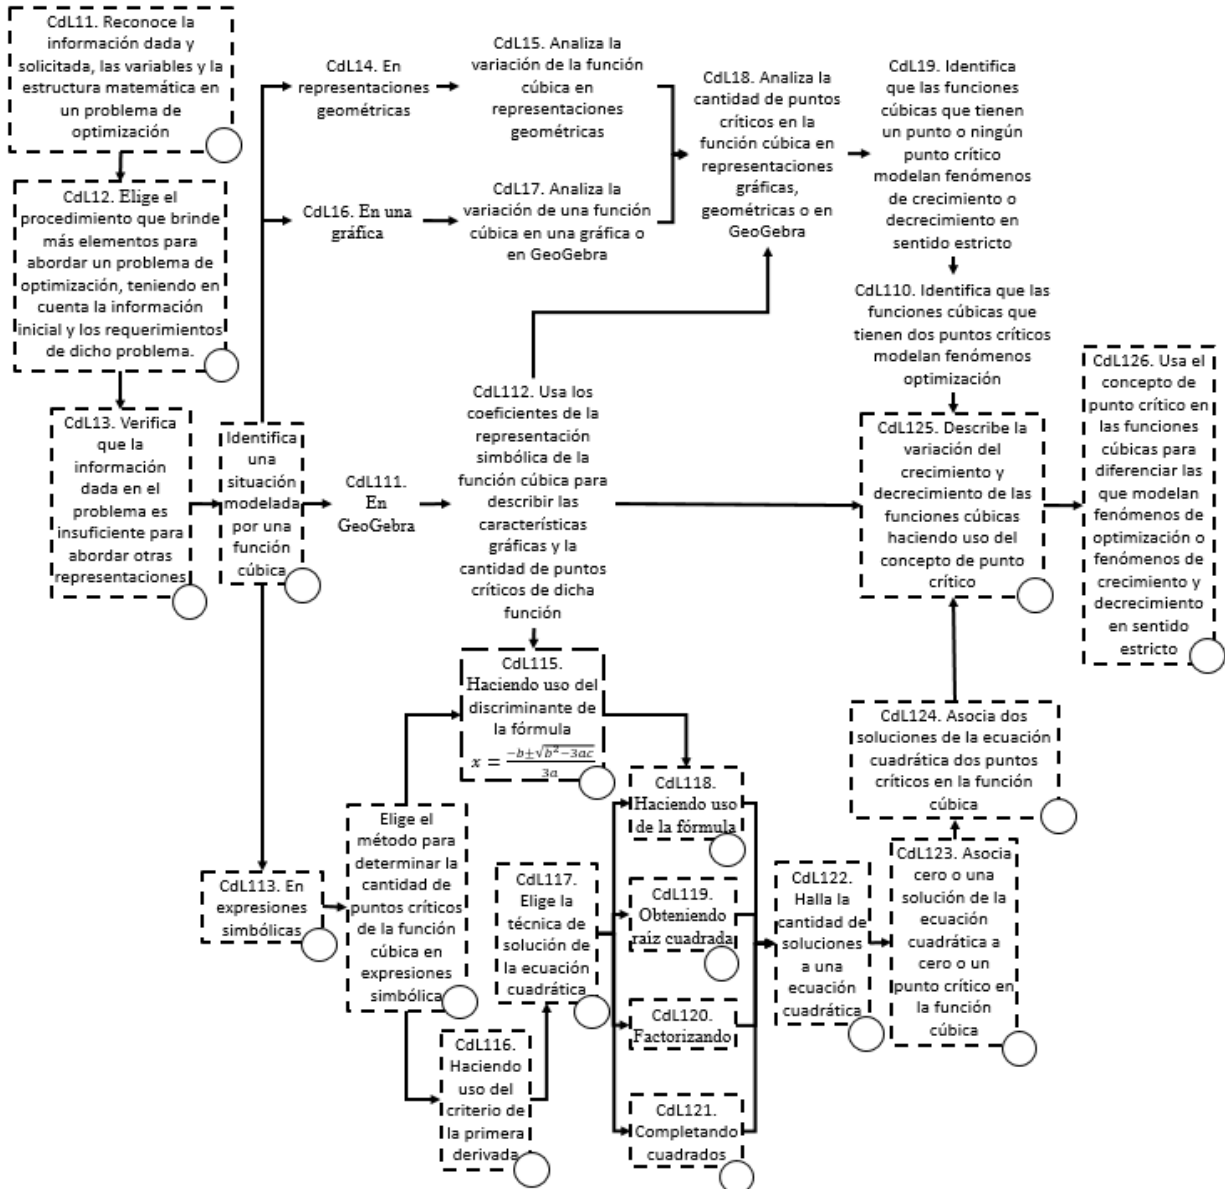 CdL11. Reconoce la
información dada y
solicitada, las variables y la
estructura matemática en
un problema de
optimización
CdL12. Elige el
procedimiento que brinde
más elementos para
abordar un problema de
optimización, teniendo en
cuenta la información
inicial y los requerimientos
de dicho problema.
CdL13. Verifica
que la
información
dada en el
problema es
insuficiente para
abordar otras
representaciones
Identifica
una
situación
modelada
por una
función
cúbica
CdL14. En
representaciones
geométricas
CdL15. Analiza la
variación de la función
cúbica en
representaciones
geométricas
CdL16. En una
gráfica
CdL17. Analiza la
variación de una función
cúbica en una gráfica o
en GeoGebra
CdL18. Analiza la
cantidad de puntos
críticos en la
función cúbica en
representaciones
gráficas,
geométricas o en
GeoGebra
CdL19. Identifica
que las funciones
cúbicas que tienen
un punto o ningún
punto crítico
modelan fenómenos
de crecimiento o
decrecimiento en
sentido estricto
CdL110. Identifica que las
funciones cúbicas que
tienen dos puntos críticos
modelan fenómenos
optimización
CdL111.
En
GeoGebra
CdL112. Usa los
coeficientes de la
representación
simbólica de la
función cúbica para
describir las
características
gráficas y la
cantidad de puntos
críticos de dicha
función
CdL125. Describe la
variación del
crecimiento y
decrecimiento de las
funciones cúbicas
haciendo uso del
concepto de punto
crítico
CdL126. Usa el
concepto de
punto crítico en
las funciones
cúbicas para
diferenciar las
que modelan
fenómenos de
optimización o
fenómenos de
crecimiento y
decrecimiento
en sentido
estricto
CdL113. En
expresiones
simbólicas
Elige el
método para
determinar la
cantidad de
puntos críticos
de la función
cúbica en
expresiones
simbólica
CdL115.
Haciendo uso del
discriminante de
la fórmula
x = \frac{-b±\sqrt{b^2-3ac}}{3a}
CdL116.
Haciendo
uso del
criterio de
la primera
derivada
CdL117.
Elige la
técnica de
solución de
la ecuación
cuadrática
CdL118.
Haciendo uso
de la fórmula
CdL119.
Obteniendo
raíz cuadrada
CdL120.
Factorizando
CdL121.
Completando
cuadrados
CdL122.
Halla la
cantidad de
soluciones
a una
ecuación
cuadrática
CdL123. Asocia
cero o una
solución de la
ecuación
cuadrática a
cero o un
punto crítico en
la función
cúbica
CdL124. Asocia dos
soluciones de la ecuación
cuadrática dos puntos
críticos en la función
cúbica